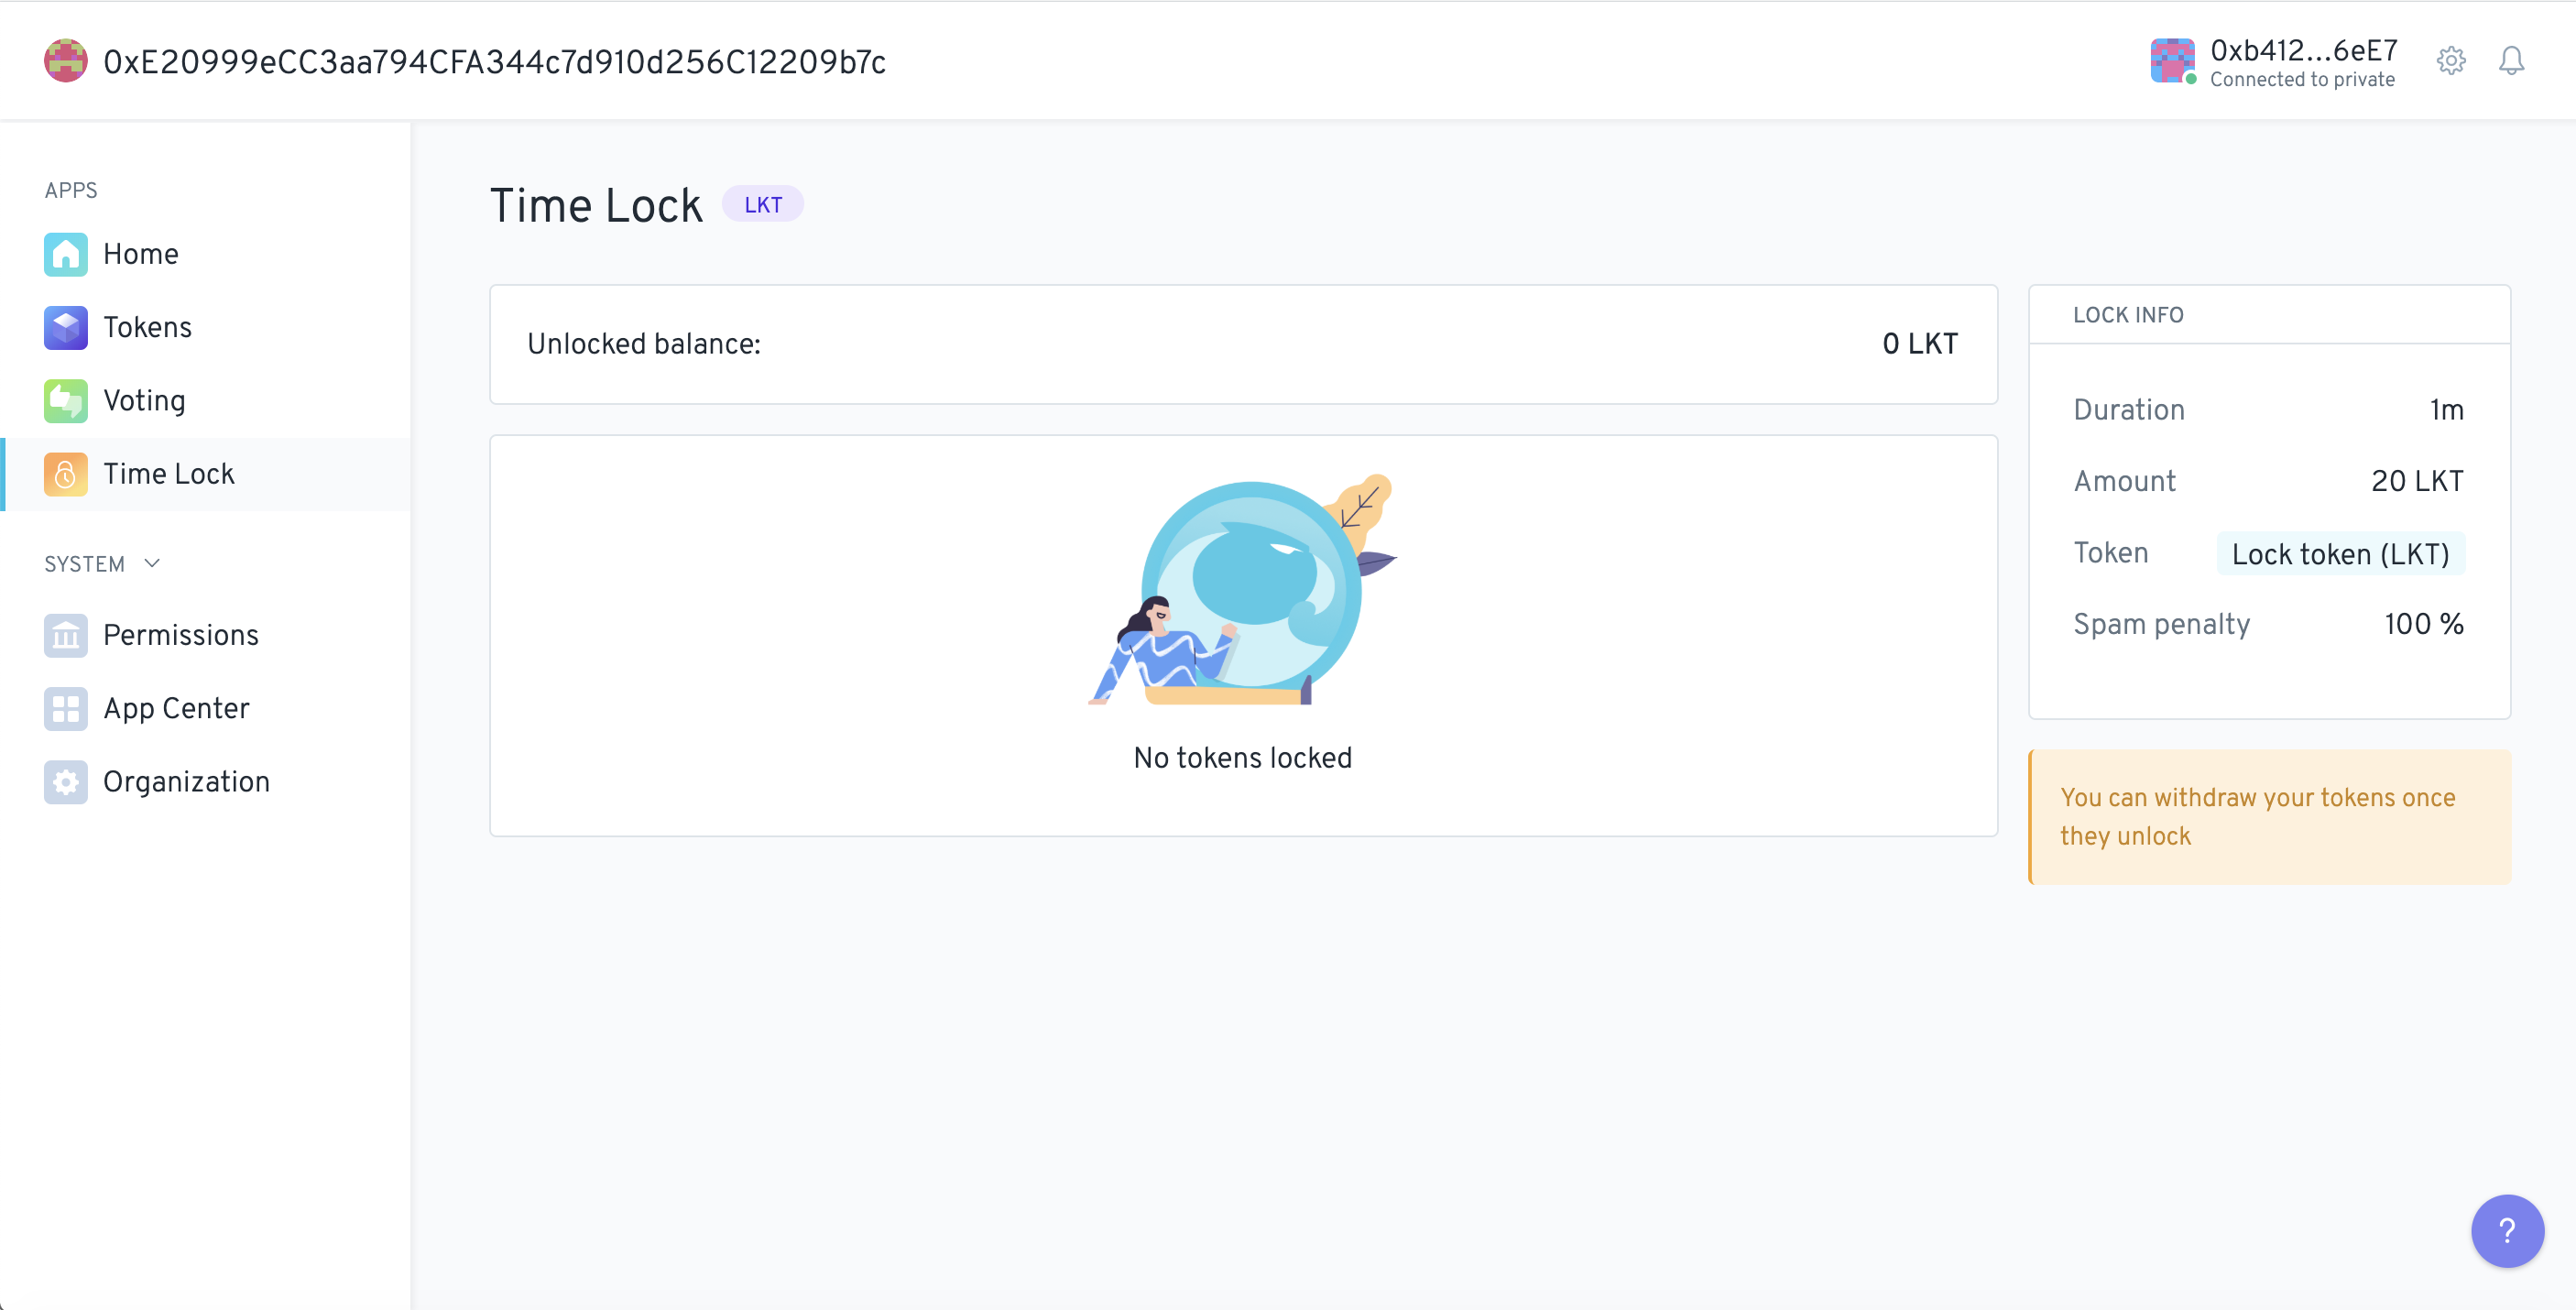 0xE20999eCC3aa794CFA344c7d910d256C12209b7c
0xb412...6eE7
Connected to private
APPS
Home
Tokens
Voting
Time Lock
SYSTEM
Permissions
App Center
Organization
Time Lock LKT
Unlocked balance: 0 LKT
No tokens locked
LOCK INFO
Duration 1m
Amount 20 LKT
Token Lock token (LKT)
Spam penalty 100 %
You can withdraw your tokens once
they unlock
?